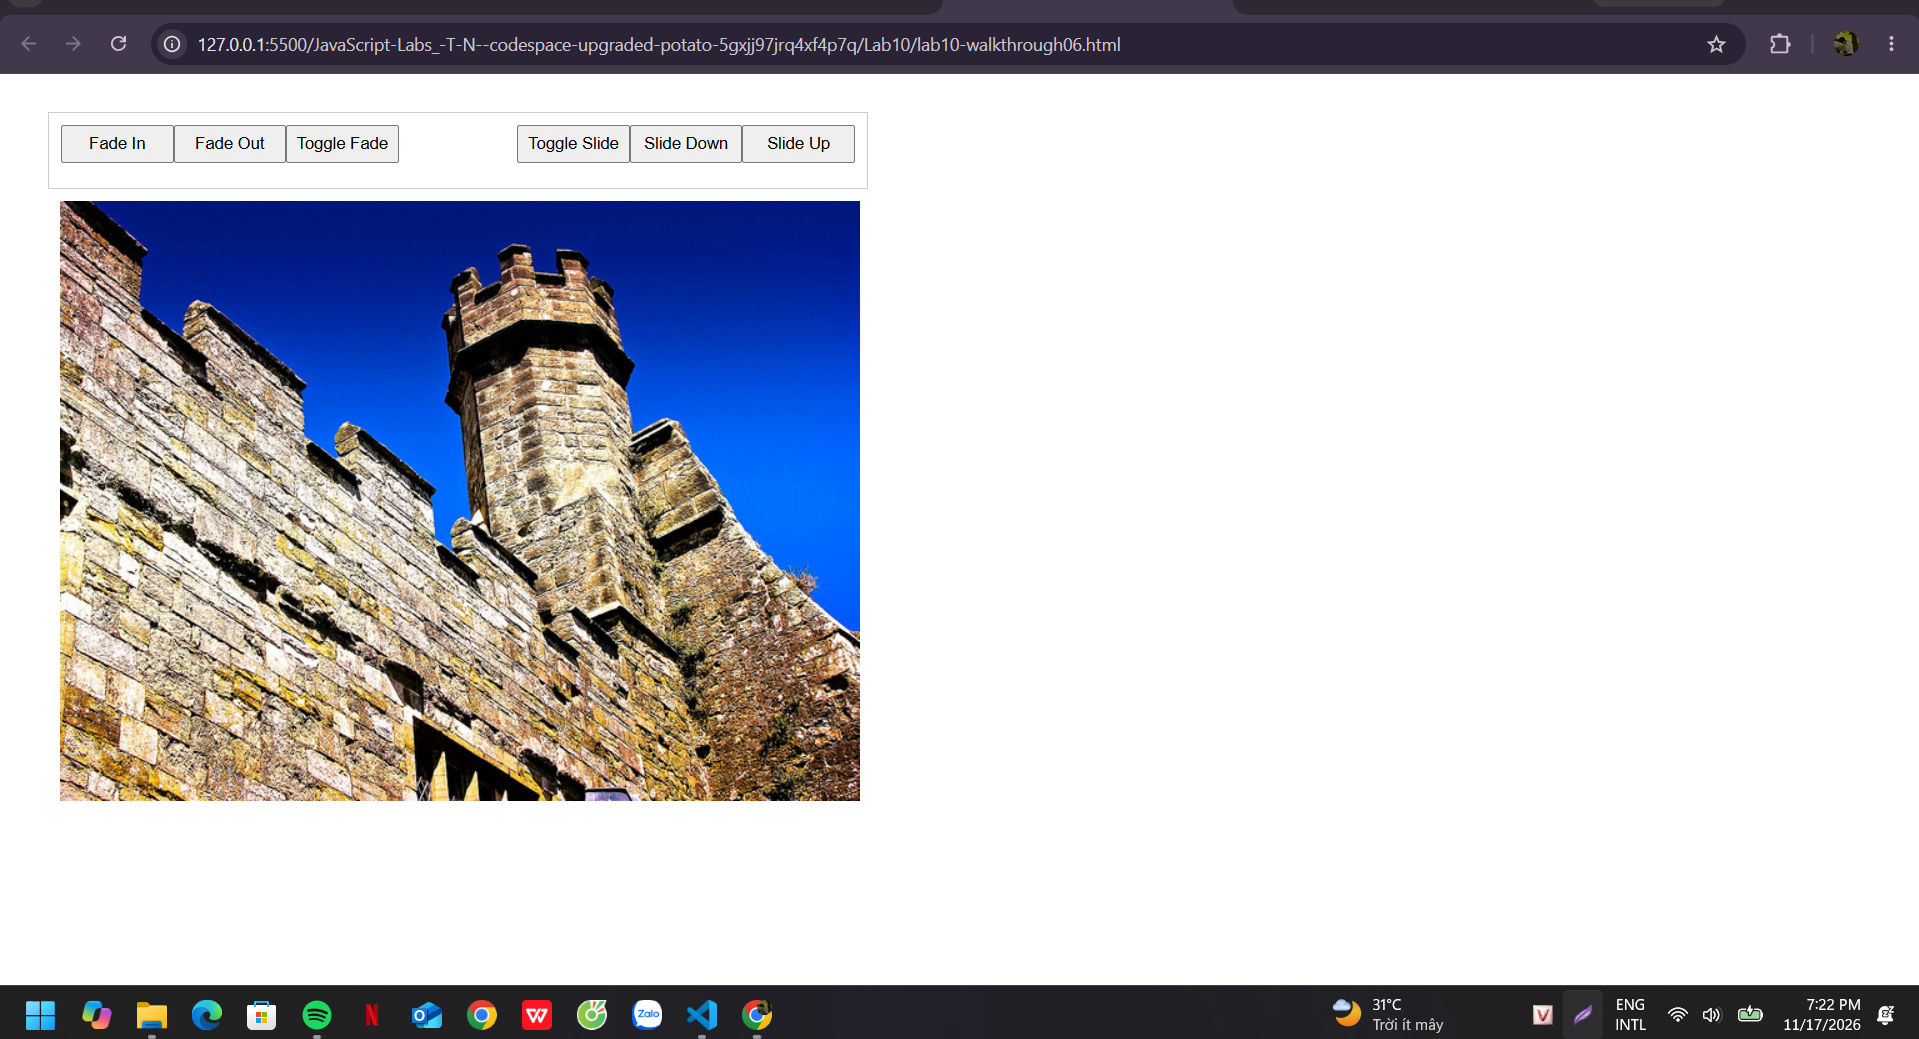 127.0.0.1:5500/JavaScript-Labs_-T-N--codespace-upgraded-potato-5gxjj97jrq4xf4p7q/Lab10/lab10-walkthrough06.html
Fade In Fade Out Toggle Fade Toggle Slide Slide Down Slide Up
Zalo
31°C
Trời ít mây
ENG
INTL
7:22 PM
11/17/2026